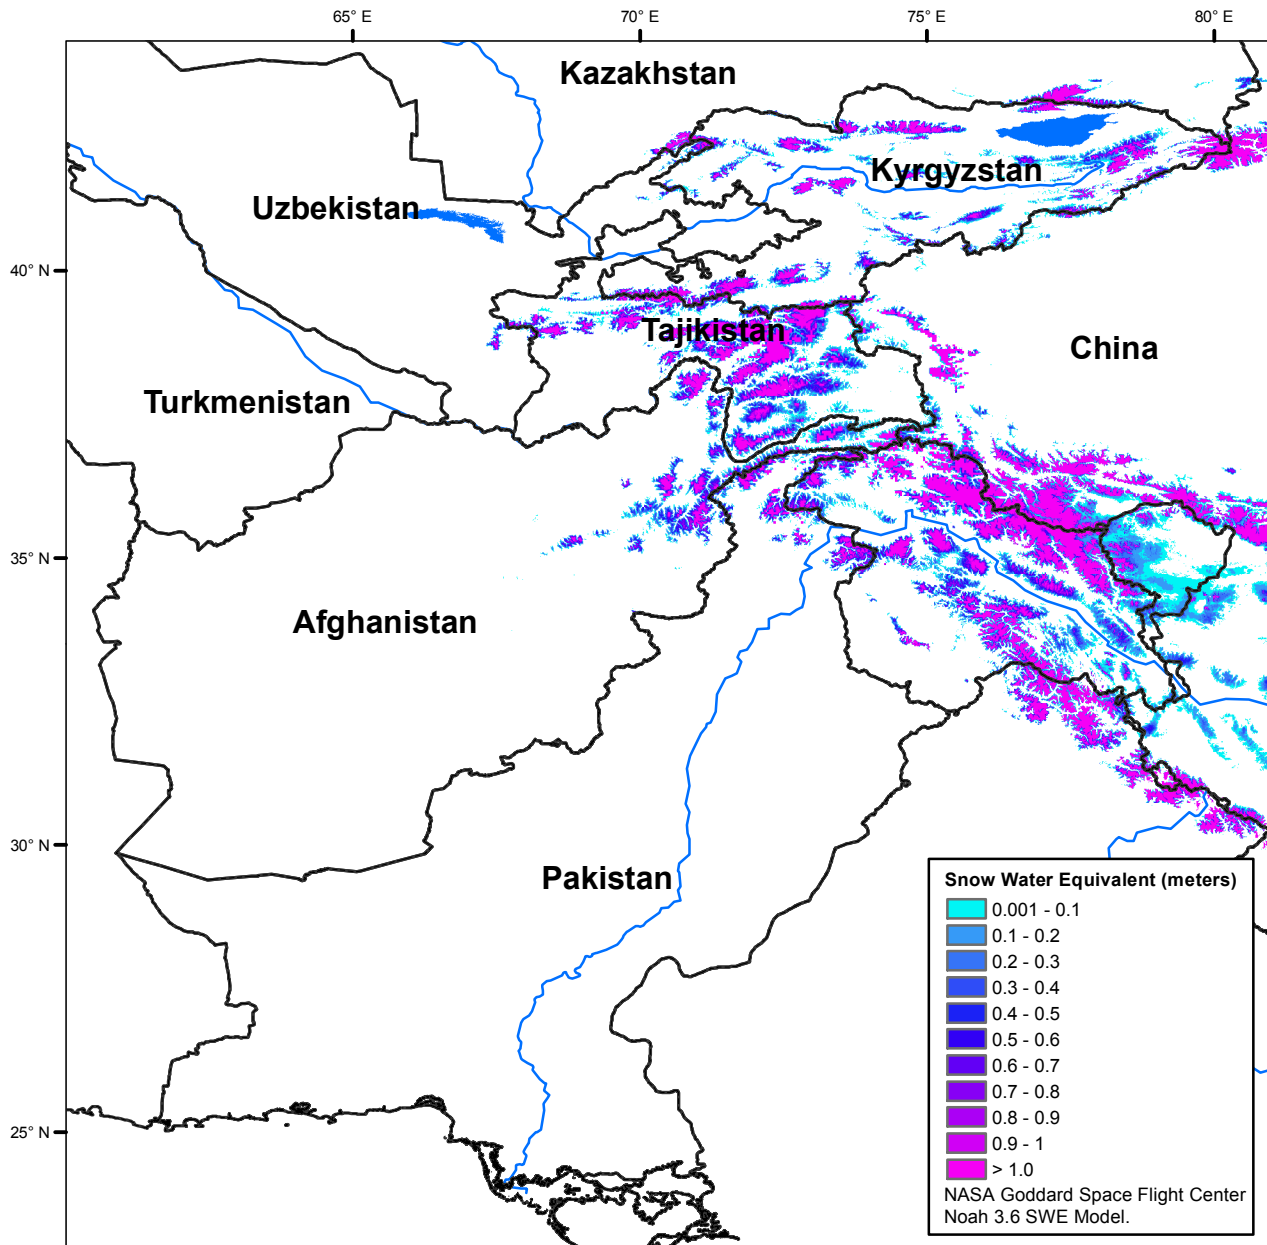 65° E
70° E
75° E
80° E
Kazakhstan
Kyrgyzstan
Uzbekistan
40° N
Tajikistan
China
Turkmenistan
35° N
Afghanistan
30° N
Pakistan
Snow Water Equivalent (meters)
0.001 - 0.1
0.1 - 0.2
0.2 - 0.3
0.3 - 0.4
0.4 - 0.5
0.5 - 0.6
0.6 - 0.7
0.7 - 0.8
0.8 - 0.9
0.9 - 1
> 1.0
NASA Goddard Space Flight Center
Noah 3.6 SWE Model.
25° N